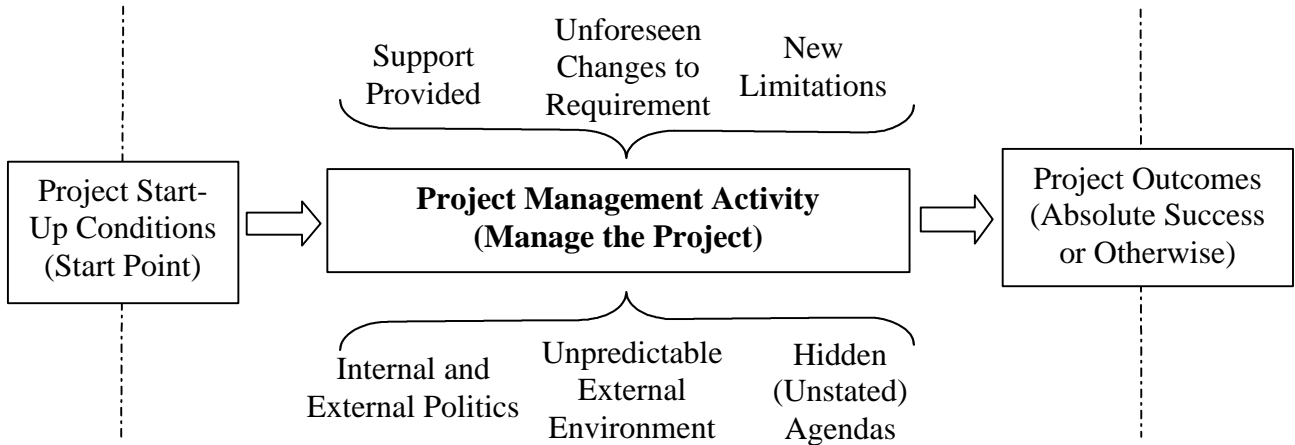 Support
Provided
Unforeseen
Changes to
Requirement
New
Limitations
Project Start-
Up Conditions
(Start Point)
Project Management Activity
(Manage the Project)
Project Outcomes
(Absolute Success
or Otherwise)
Internal and
External Politics
Unpredictable
External
Environment
Hidden
(Unstated)
Agendas